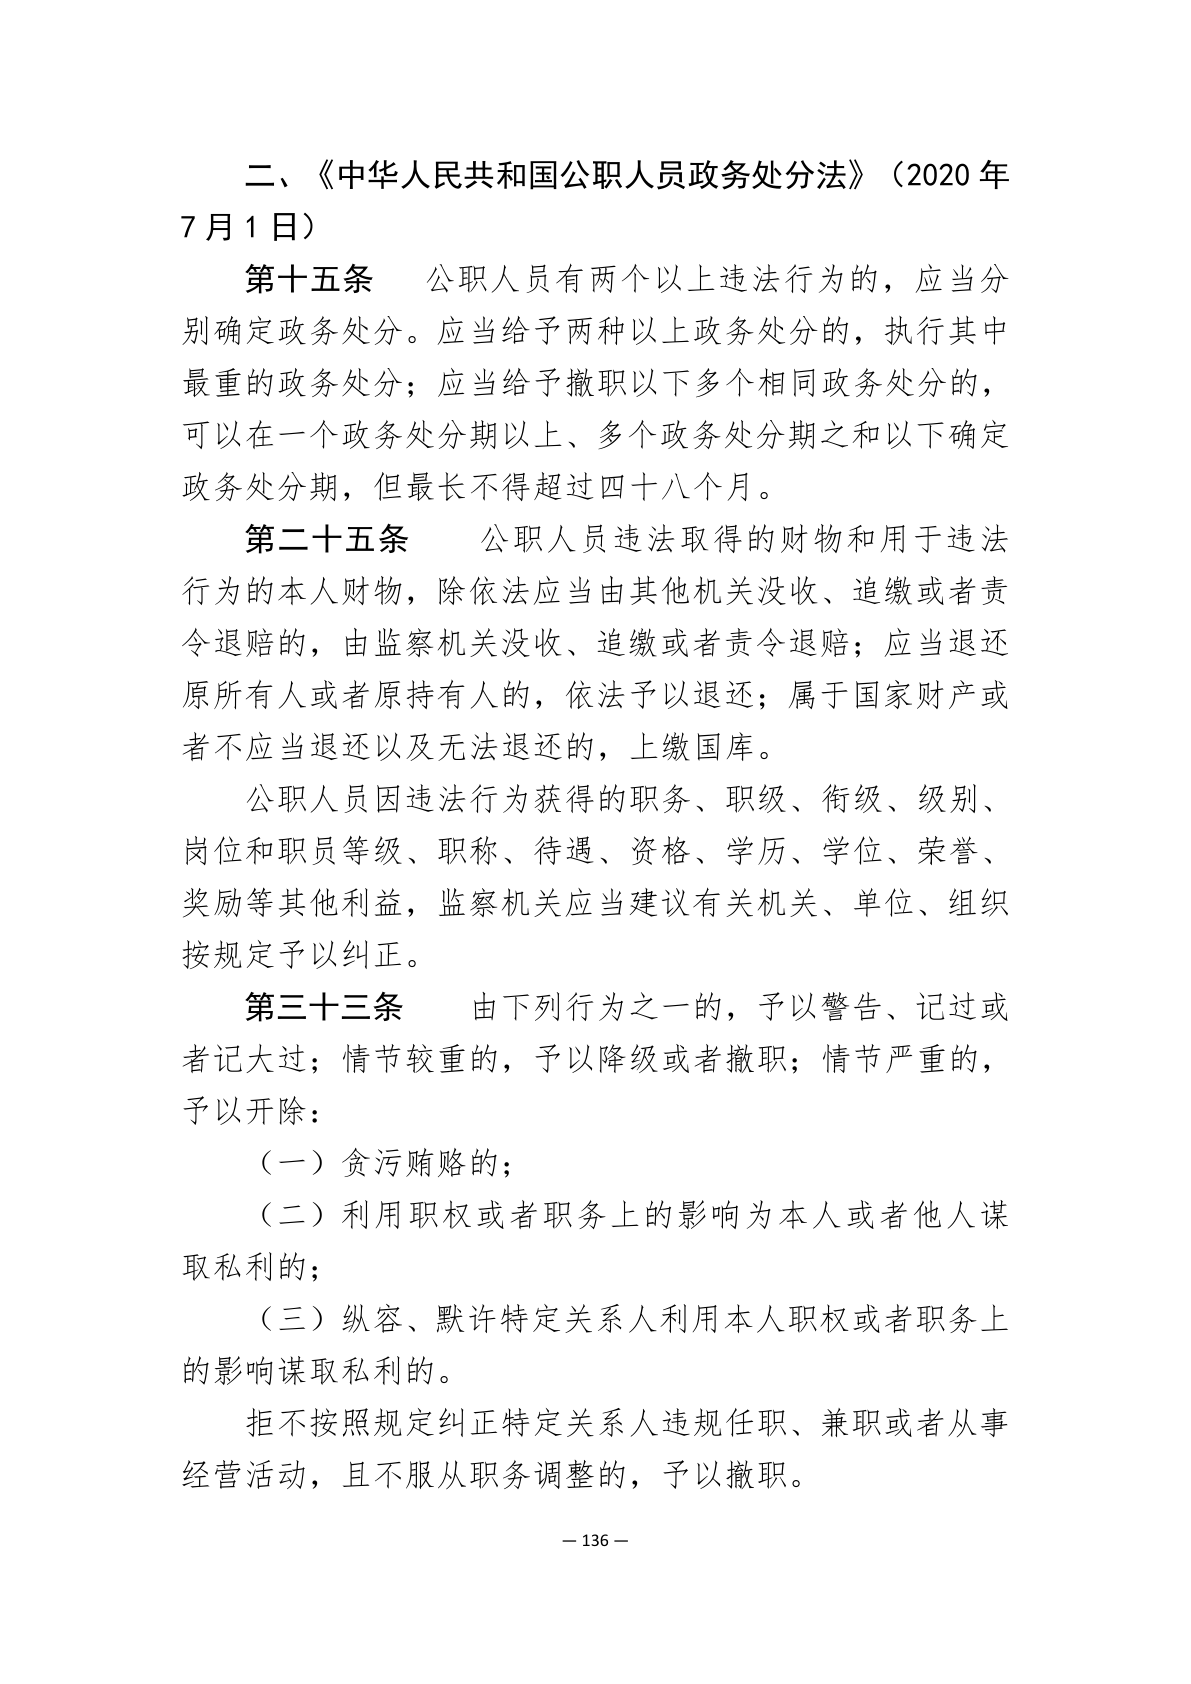 二、《中华人民共和国公职人员政务处分法》（2020 年
7 月 1 日）
第十五条 公职人员有两个以上违法行为的，应当分
别确定政务处分。应当给予两种以上政务处分的，执行其中
最重的政务处分；应当给予撤职以下多个相同政务处分的，
可以在一个政务处分期以上、多个政务处分期之和以下确定
政务处分期，但最长不得超过四十八个月。
第二十五条 公职人员违法取得的财物和用于违法
行为的本人财物，除依法应当由其他机关没收、追缴或者责
令退赔的，由监察机关没收、追缴或者责令退赔；应当退还
原所有人或者原持有人的，依法予以退还；属于国家财产或
者不应当退还以及无法退还的，上缴国库。
公职人员因违法行为获得的职务、职级、衔级、级别、
岗位和职员等级、职称、待遇、资格、学历、学位、荣誉、
奖励等其他利益，监察机关应当建议有关机关、单位、组织
按规定予以纠正。
第三十三条 由下列行为之一的，予以警告、记过或
者记大过；情节较重的，予以降级或者撤职；情节严重的，
予以开除：
（一）贪污贿赂的；
（二）利用职权或者职务上的影响为本人或者他人谋
取私利的；
（三）纵容、默许特定关系人利用本人职权或者职务上
的影响谋取私利的。
拒不按照规定纠正特定关系人违规任职、兼职或者从事
经营活动，且不服从职务调整的，予以撤职。
— 136 —